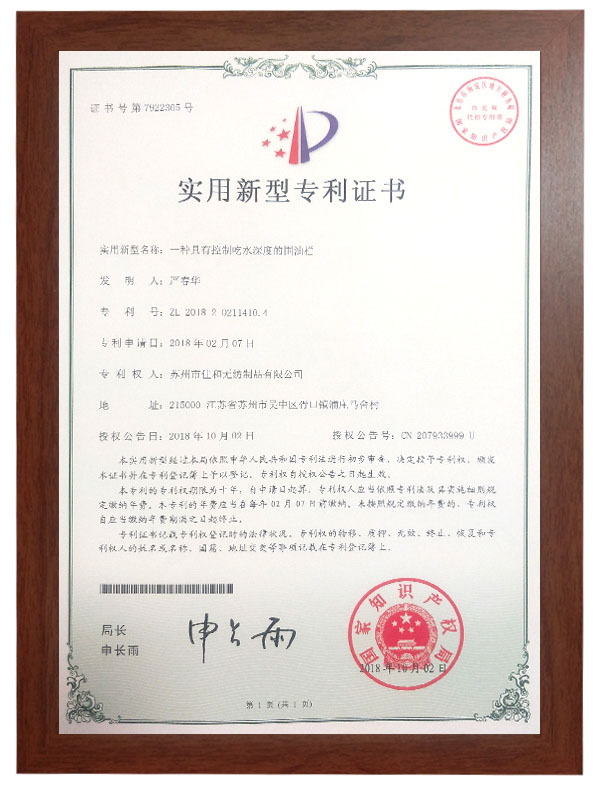 证书号第7922305号
实用新型专利证书
实用新型名称：一种具有控制吃水深度的围油栏
发明人：严春华
专利号：ZL 2018 2 0211410.4
专利申请日：2018年02月07日
专利权人：苏州市仕和无纺制品有限公司
地址：215000 江苏省苏州市吴中区胥口镇浦庄马舍村
授权公告日：2018年10月02日 授权公告号：CN 207933999 U
本实用新型经过本局依照中华人民共和国专利法进行初步审查，决定授予专利权，颁发
本证书并在专利登记簿上予以登记。专利权自授权公告之日起生效。
本专利的专利权期限为十年，自申请日起算。专利权人应当依照专利法及其实施细则规
定缴纳年费。本专利的年费应当在每年02月07日前缴纳。未按照规定缴纳年费的，专利权
自应当缴纳年费期满之日起终止。
专利证书记载专利权登记时的法律状况。专利权的转移、质押、无效、终止、恢复和专
利权人的姓名或名称、国籍、地址变更等事项记载在专利登记簿上。
局长
申长雨
申长雨
国家知识产权局
2018年10月02日
第1页（共1页）